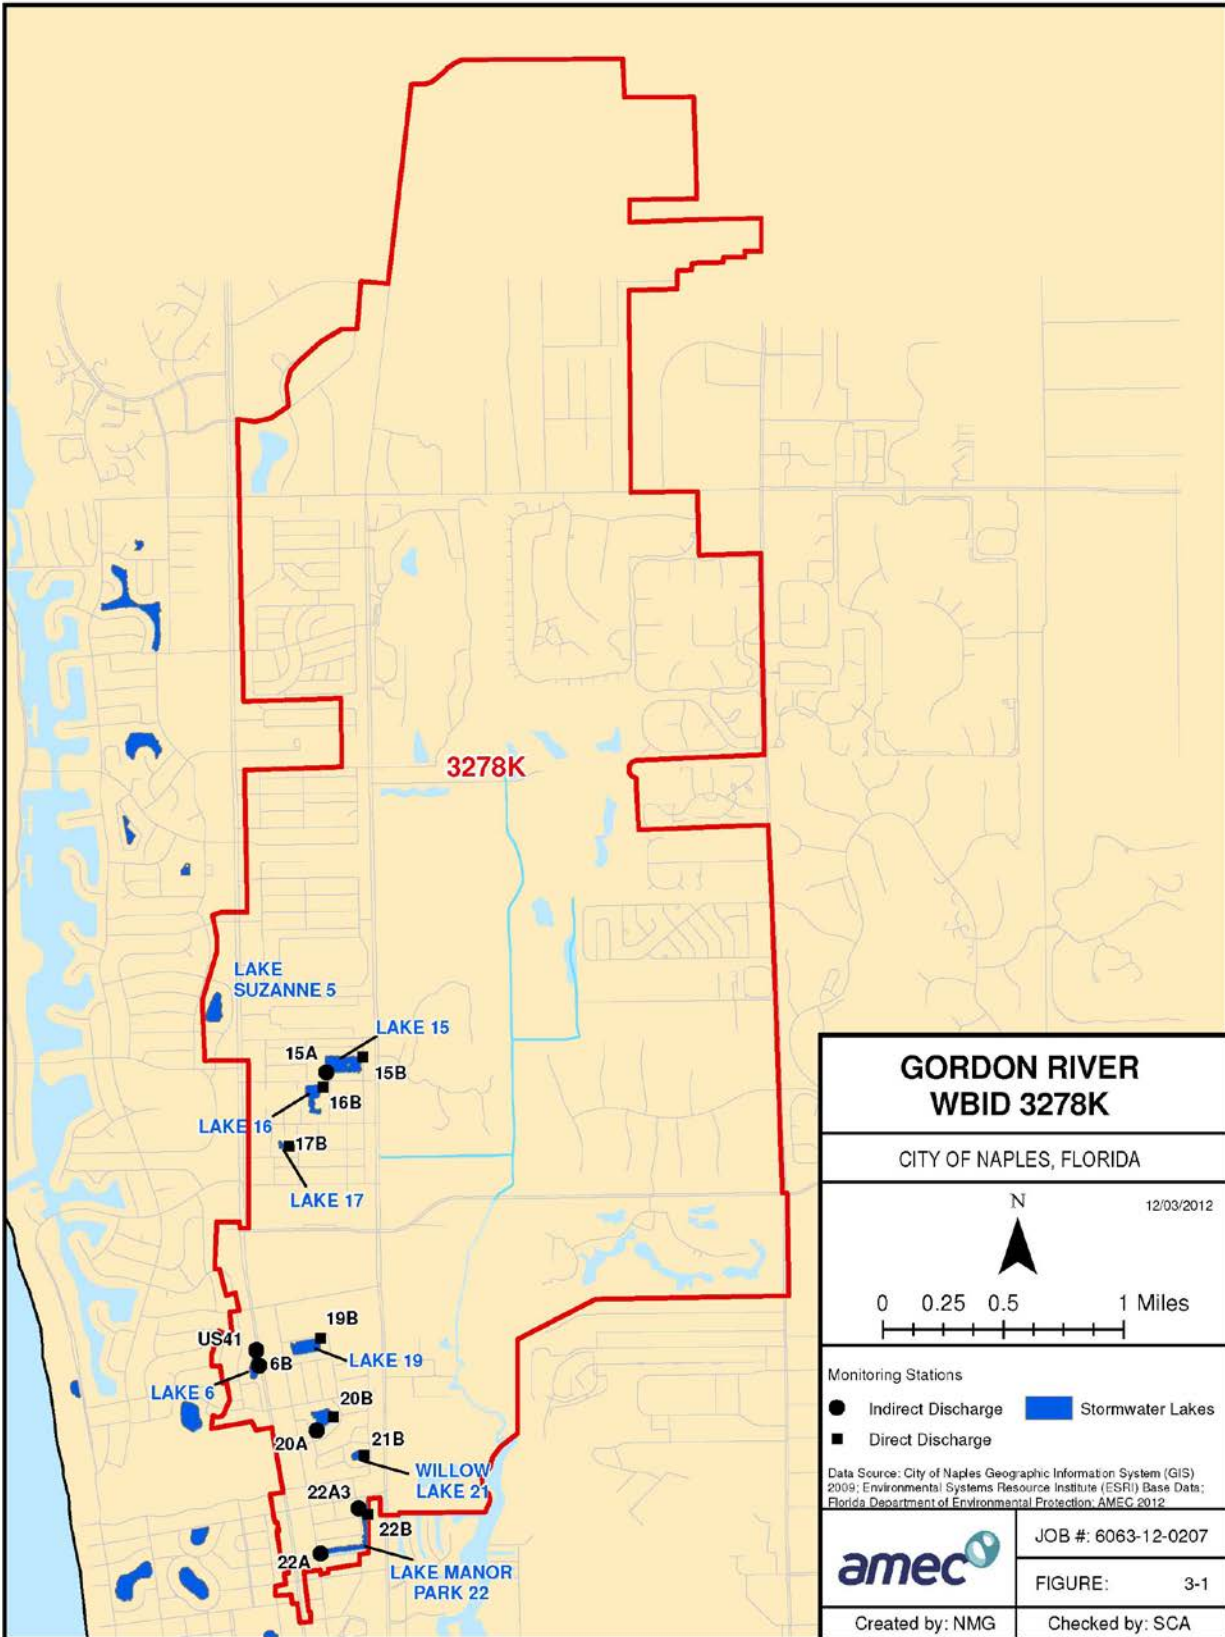 3278K
LAKE
SUZANNE 5
LAKE 15
15A
15B
16B
LAKE 16
17B
LAKE 17
19B
US41
6B
LAKE 19
LAKE 6
20B
20A
21B
WILLOW
LAKE 21
22A3
22B
22A
LAKE MANOR
PARK 22
GORDON RIVER
WBID 3278K
CITY OF NAPLES, FLORIDA
N
12/03/2012
0 0.25 0.5 1 Miles
Monitoring Stations
Indirect Discharge
Stormwater Lakes
Direct Discharge
Data Source: City of Naples Geographic Information System (GIS)
2009; Environmental Systems Resource Institute (ESRI) Base Data;
Florida Department of Environmental Protection; AMEC 2012
amec
JOB #: 6063-12-0207
FIGURE: 3-1
Created by: NMG
Checked by: SCA